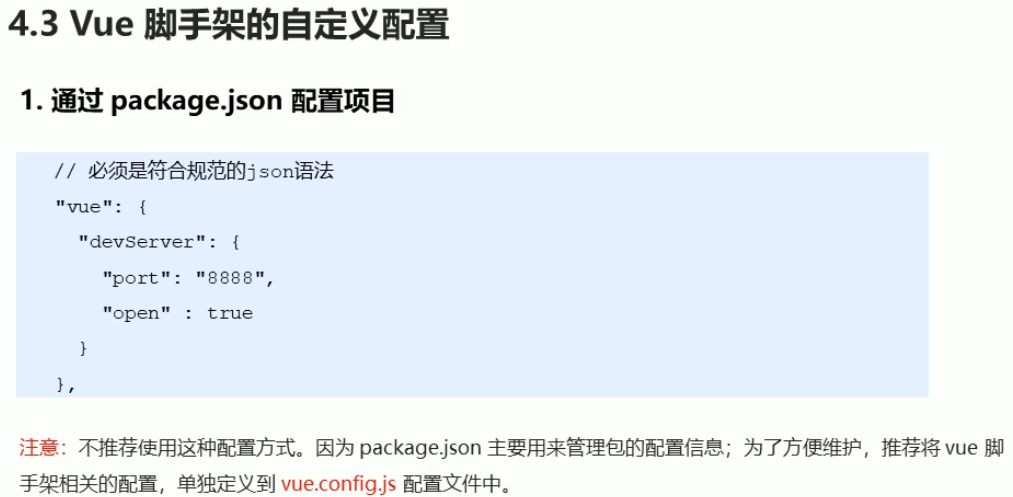 4.3 Vue 脚手架的自定义配置
1. 通过 package.json 配置项目
// 必须是符合规范的json语法
"vue": {
"devServer": {
"port": "8888",
"open" : true
}
},
注意：不推荐使用这种配置方式。因为 package.json 主要用来管理包的配置信息；为了方便维护，推荐将 vue 脚
手架相关的配置，单独定义到 vue.config.js 配置文件中。